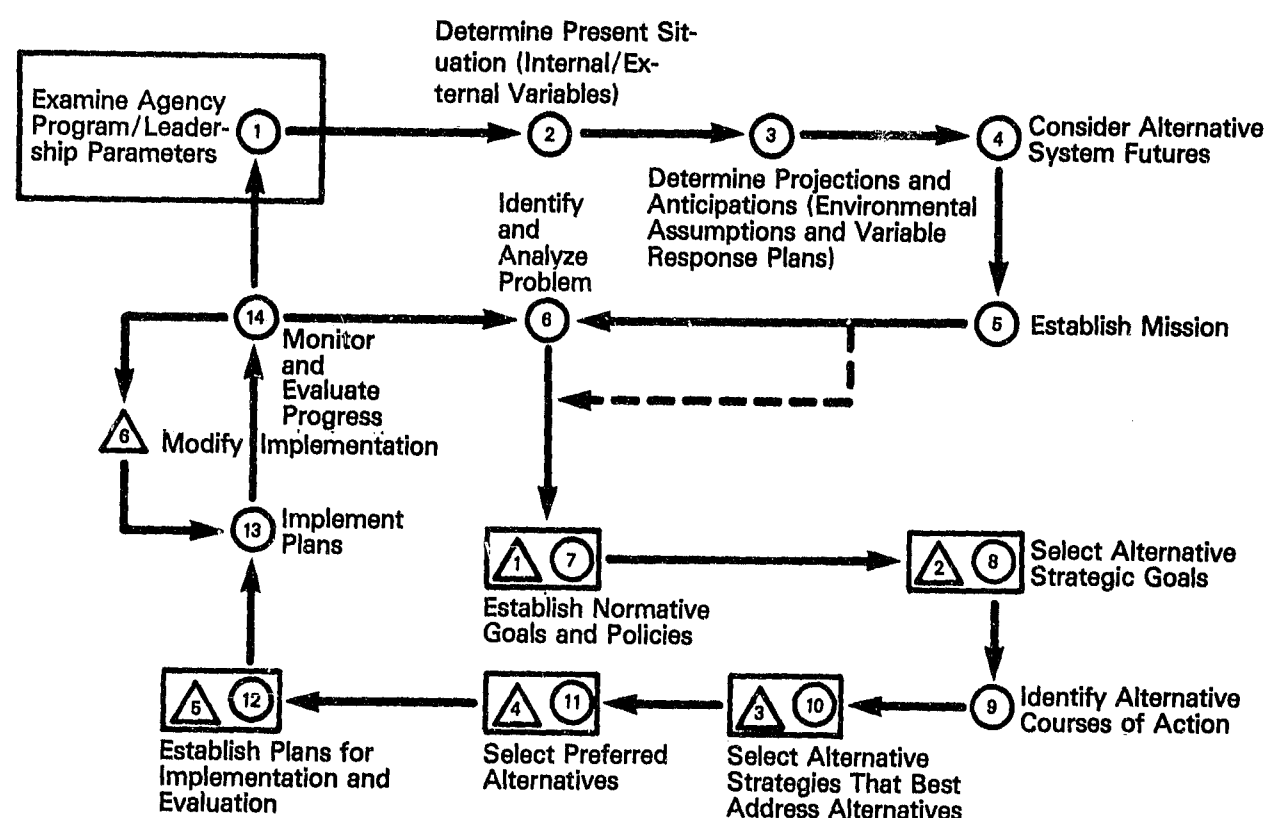 Determine Present Sit-
uation (Internal/Ex-
ternal Variables)
Examine Agency
Program/Leader-
ship Parameters
1
2
3
4
Consider Alternative
System Futures
Determine Projections and
Anticipations (Environmental
Assumptions and Variable
Response Plans)
Identify
and
Analyze
Problem
14
6
5
Establish Mission
Monitor
and
Evaluate
Progress
6
Modify Implementation
13
Implement
Plans
1
7
Establish Normative
Goals and Policies
2
8
Select Alternative
Strategic Goals
9
Identify Alternative
Courses of Action
3
10
Select Alternative
Strategies That Best
Address Alternatives
4
11
Select Preferred
Alternatives
5
12
Establish Plans for
Implementation and
Evaluation